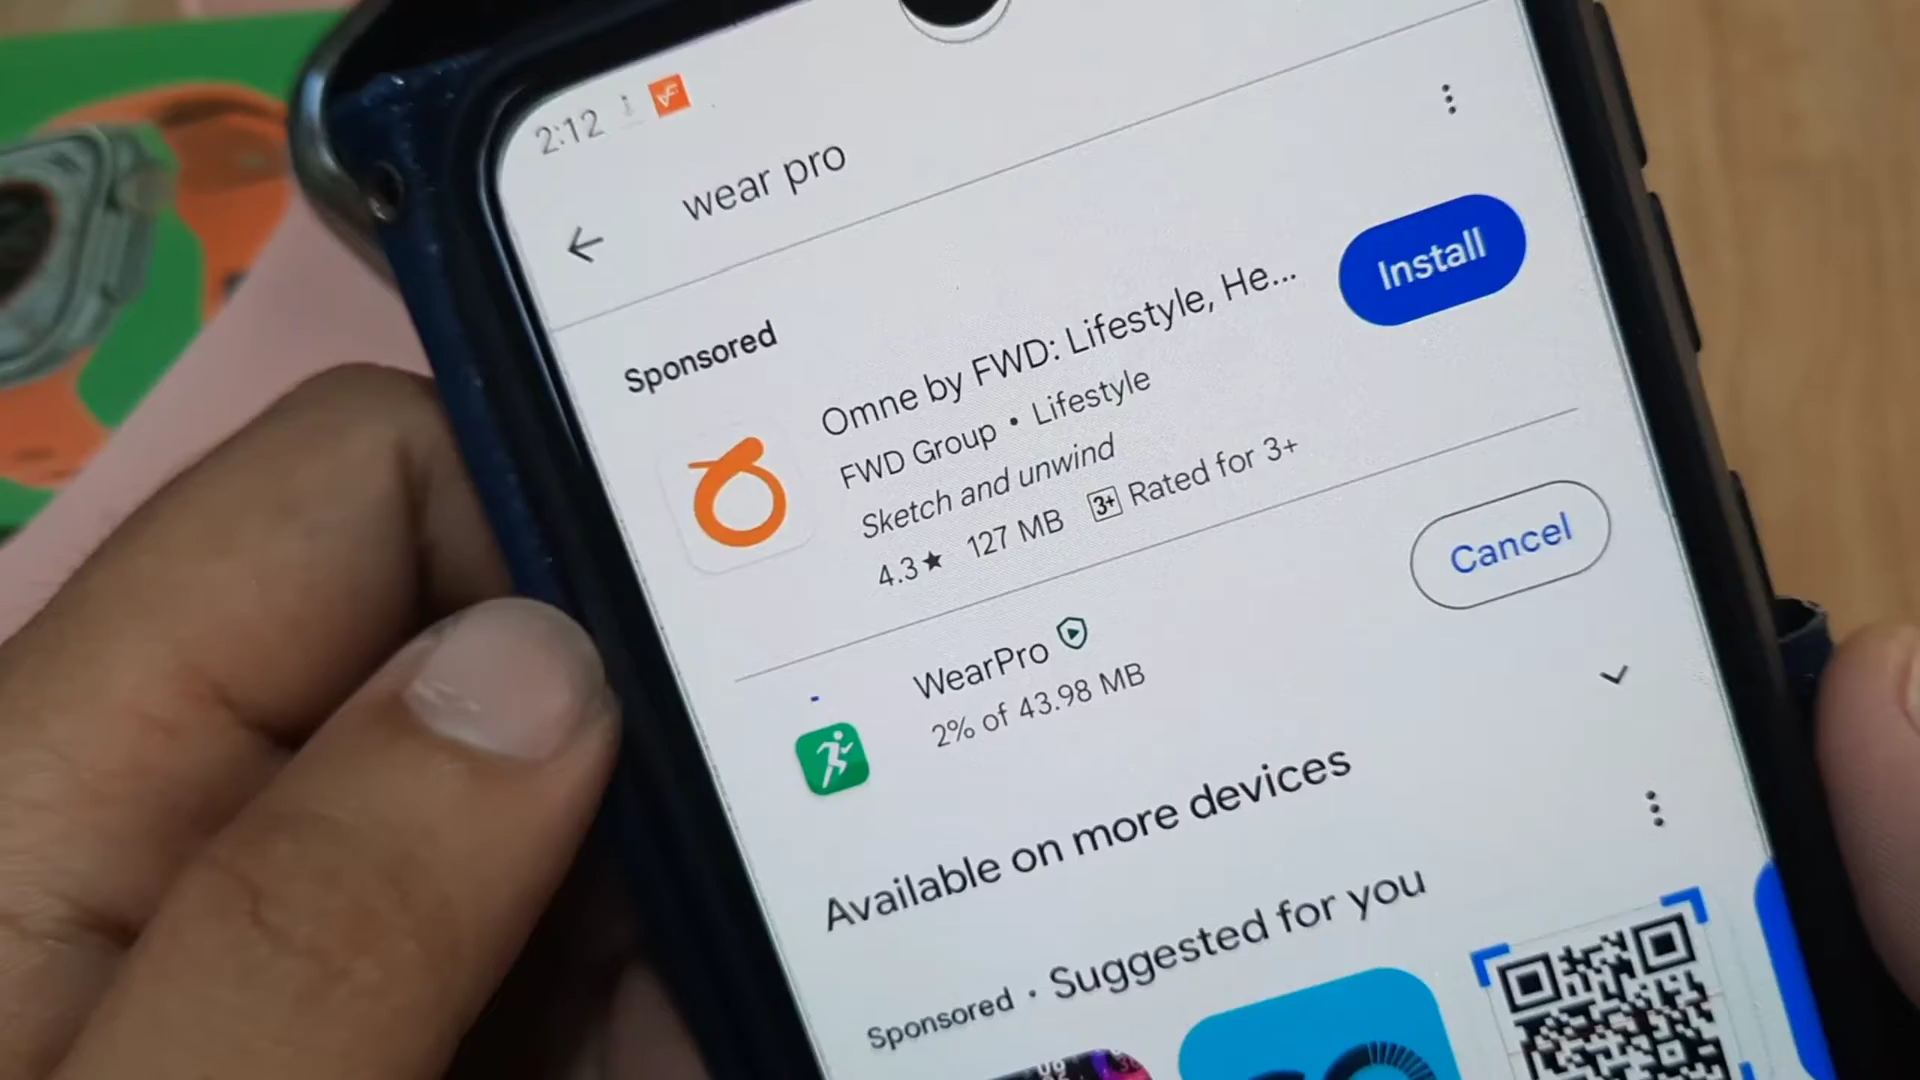 2:12
wear pro
Sponsored
Omne by FWD: Lifestyle, He...
Install
FWD Group • Lifestyle
Sketch and unwind
4.3★ 127 MB 3+ Rated for 3+
Cancel
WearPro
2% of 43.98 MB
Available on more devices
Sponsored · Suggested for you